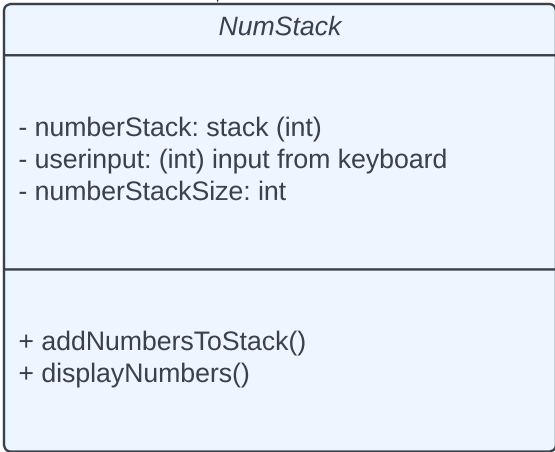 NumStack
- numberStack: stack (int)
- userinput: (int) input from keyboard
- numberStackSize: int
+ addNumbersToStack()
+ displayNumbers()